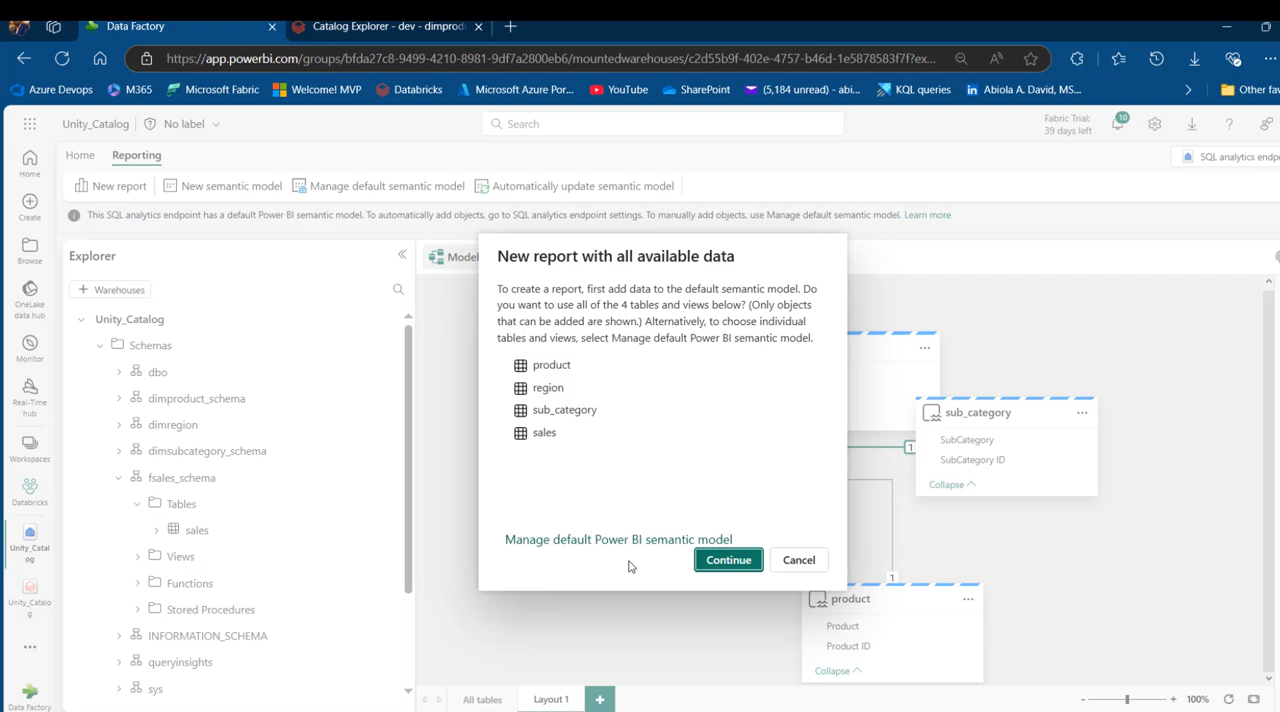 Data Factory
Catalog Explorer - dev - dimprod
https://app.powerbi.com/groups/bfda27c8-9499-4210-8981-9df7a2800eb6/mountedwarehouses/c2d55b9f-402e-4757-b46d-1e5878583f7f?ex...
Azure Devops
M365
Microsoft Fabric
Welcome! MVP
Databricks
Microsoft Azure Por...
YouTube
SharePoint
(5,184 unread) - abi...
KQL queries
Abiola A. David, MS...
Other fav
Unity_Catalog
No label
Search
Fabric Trial:
39 days left
10
Home
Reporting
SQL analytics endp
New report
New semantic model
Manage default semantic model
Automatically update semantic model
This SQL analytics endpoint has a default Power BI semantic model. To automatically add objects, go to SQL analytics endpoint settings. To manually add objects, use Manage default semantic model. Learn more
Home
Create
Browse
OneLake
data hub
Monitor
Real-Time
hub
Workspaces
Databricks
Unity_Catal
og
Unity_Catalo
g
Data Factory
Explorer
+ Warehouses
Unity_Catalog
Schemas
dbo
dimproduct_schema
dimregion
dimsubcategory_schema
fsales_schema
Tables
sales
Views
Functions
Stored Procedures
INFORMATION_SCHEMA
queryinsights
sys
Model
New report with all available data
To create a report, first add data to the default semantic model. Do
you want to use all of the 4 tables and views below? (Only objects
that can be added are shown.) Alternatively, to choose individual
tables and views, select Manage default Power BI semantic model.
product
region
sub_category
sales
Manage default Power BI semantic model
Continue
Cancel
sub_category
SubCategory
SubCategory ID
Collapse
1
1
product
Product
Product ID
Collapse
All tables
Layout 1
+
-
+
100%